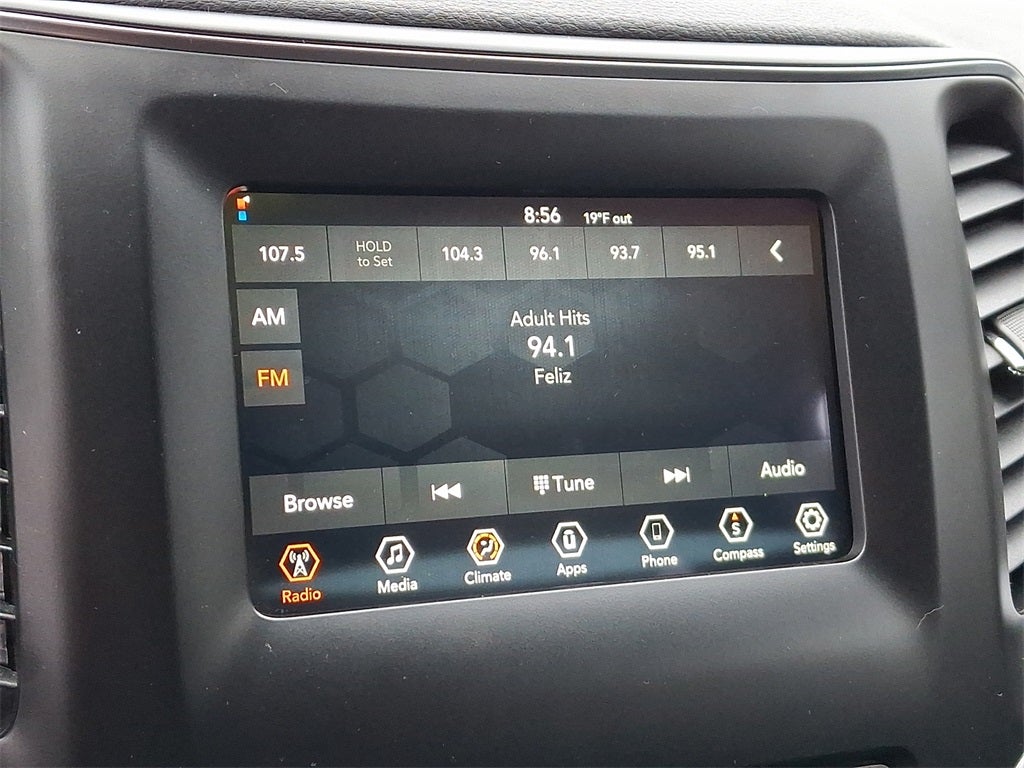 8:56 19°F out
107.5 HOLD to Set 104.3 96.1 93.7 95.1
AM
FM
Adult Hits
94.1
Feliz
Browse Tune Audio
Radio Media Climate Apps Phone Compass Settings
S